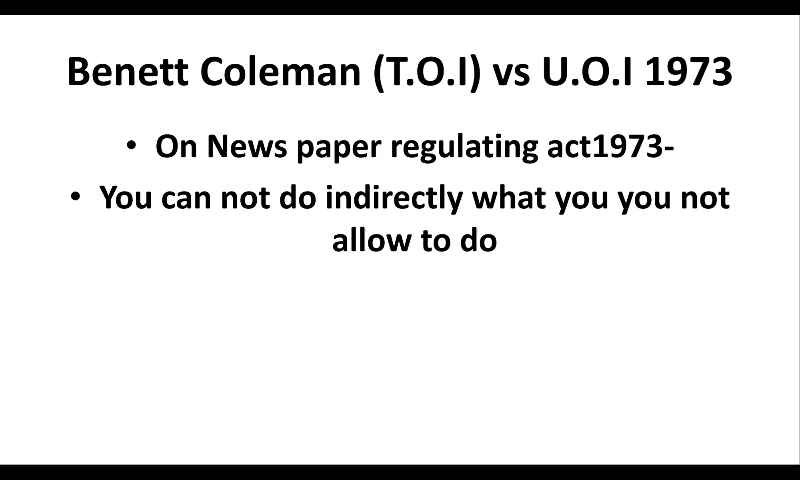 Benett Coleman (T.O.I) vs U.O.I 1973
• On News paper regulating act1973-
• You can not do indirectly what you you not
allow to do